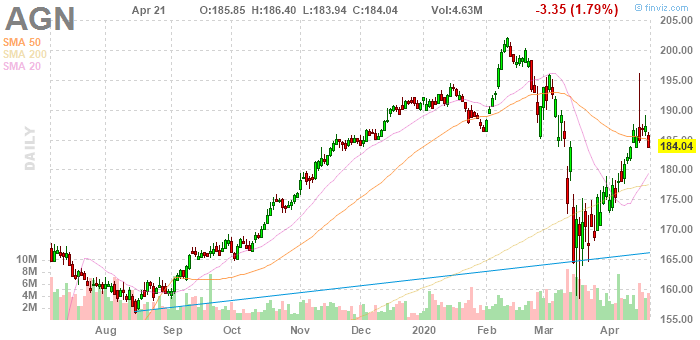 AGN
Apr 21 O:185.85 H:186.40 L:183.94 C:184.04 Vol:4.63M -3.35 (1.79%)
© finviz.com
SMA 50
SMA 200
SMA 20
DAILY
205.00
200.00
195.00
190.00
185.00
184.04
180.00
175.00
170.00
165.00
160.00
155.00
10M
8M
6M
4M
2M
Aug Sep Oct Nov Dec 2020 Feb Mar Apr